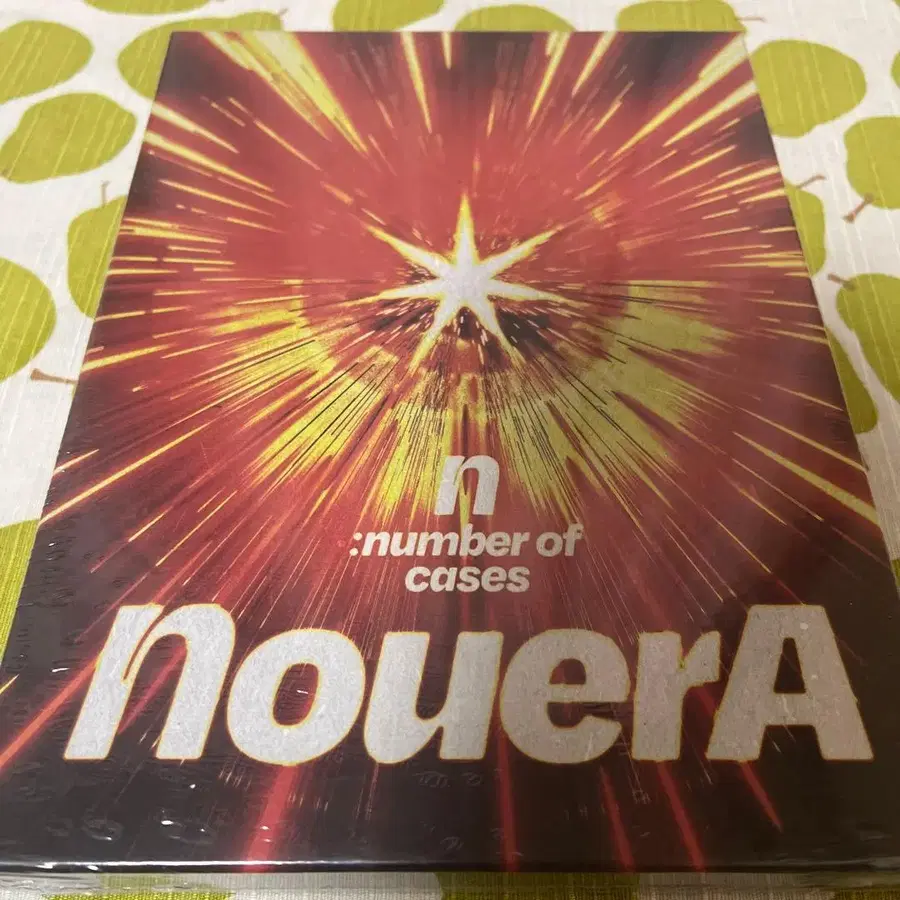 n
:number of
cases
nouerA